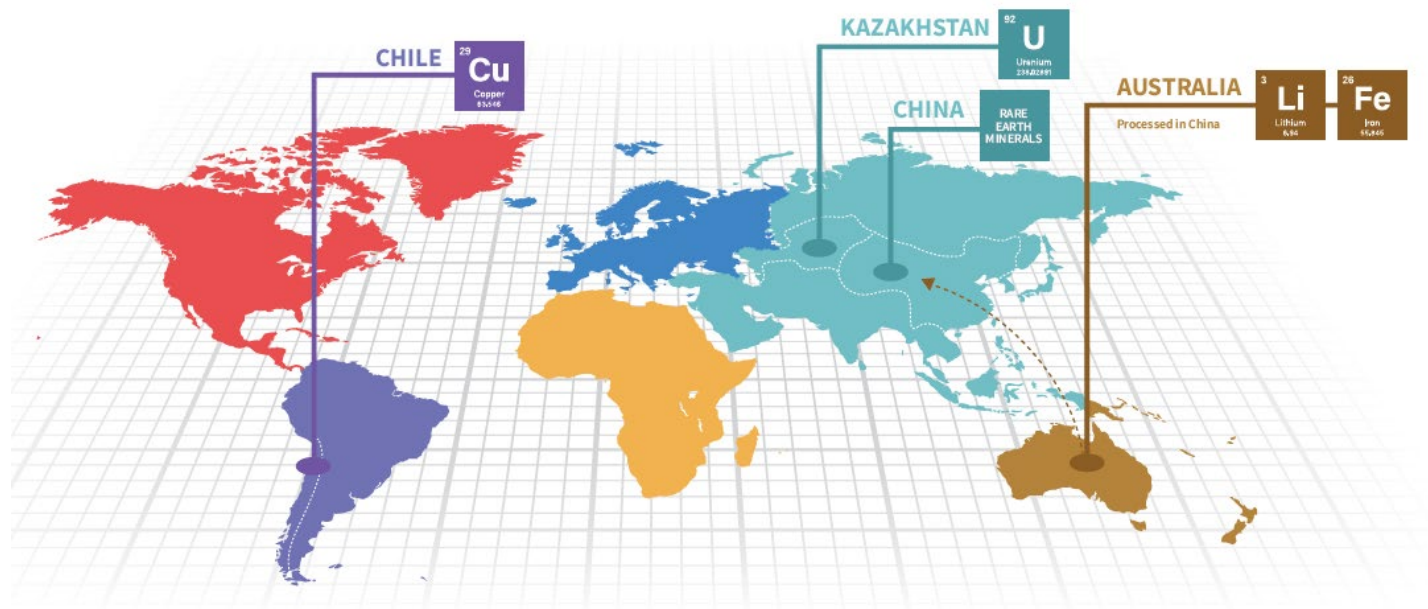 CHILE
29
Cu
Copper
KAZAKHSTAN
92
U
Uranium
CHINA
RARE
EARTH
MINERALS
AUSTRALIA
Processed in China
3
Li
Lithium
26
Fe
Iron